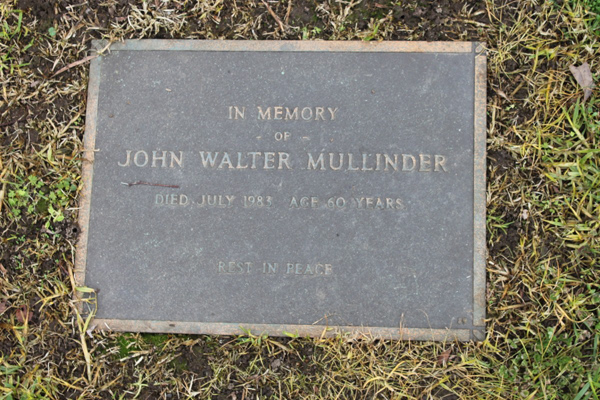 IN MEMORY
- OF -
JOHN WALTER MULLINDER
DIED JULY 1983 AGE 60 YEARS
REST IN PEACE